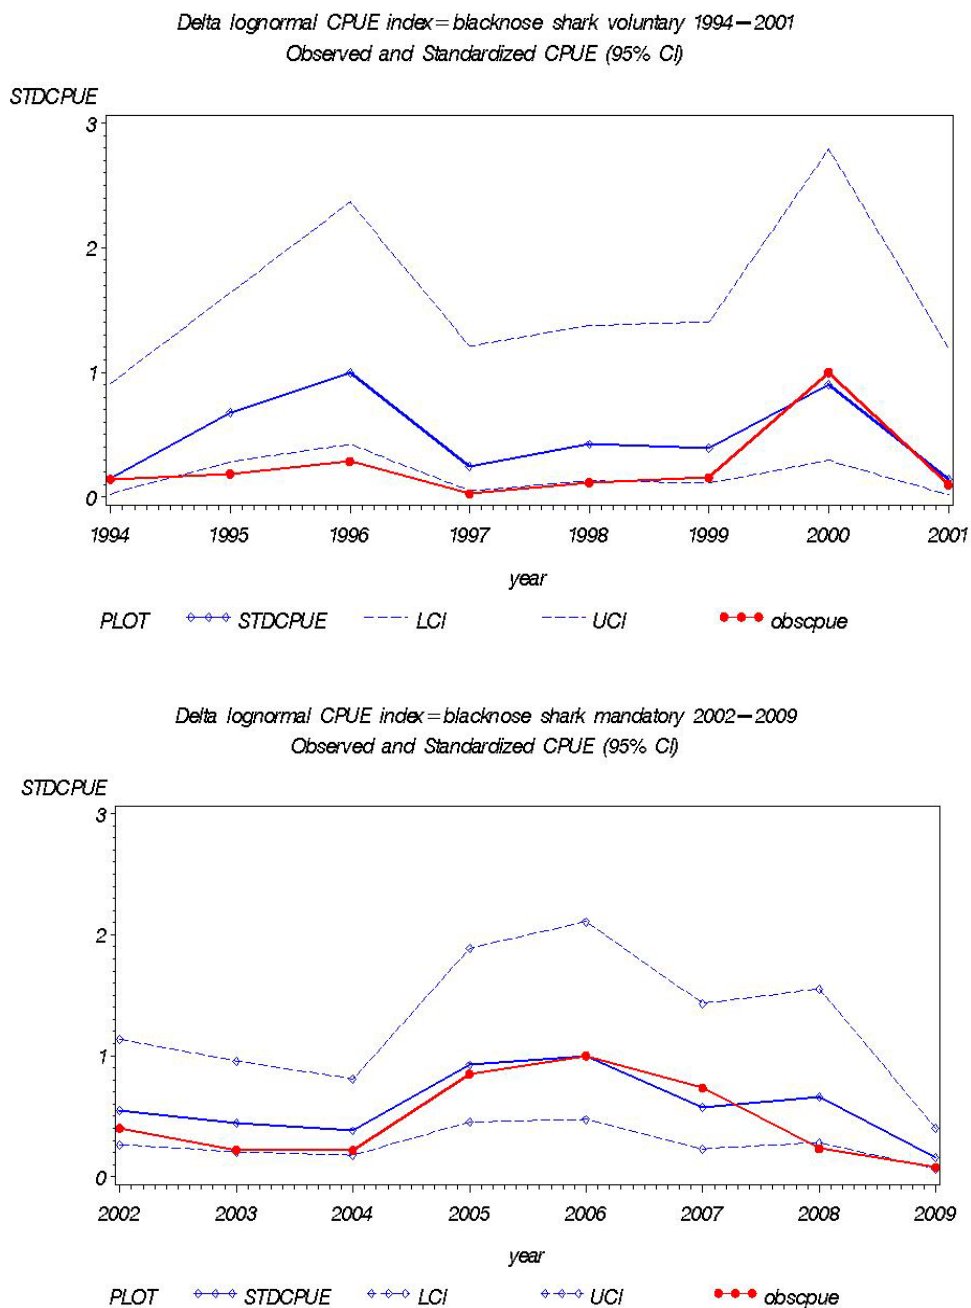 Delta lognormal CPUE index=blacknose shark voluntary 1994–2001
Observed and Standardized CPUE (95% CI)
STDCPUE
3
2
1
0
1994 1995 1996 1997 1998 1999 2000 2001
year
PLOT STDCPUE LCI UCI obscpue
Delta lognormal CPUE index=blacknose shark mandatory 2002–2009
Observed and Standardized CPUE (95% CI)
STDCPUE
3
2
1
0
2002 2003 2004 2005 2006 2007 2008 2009
year
PLOT STDCPUE LCI UCI obscpue